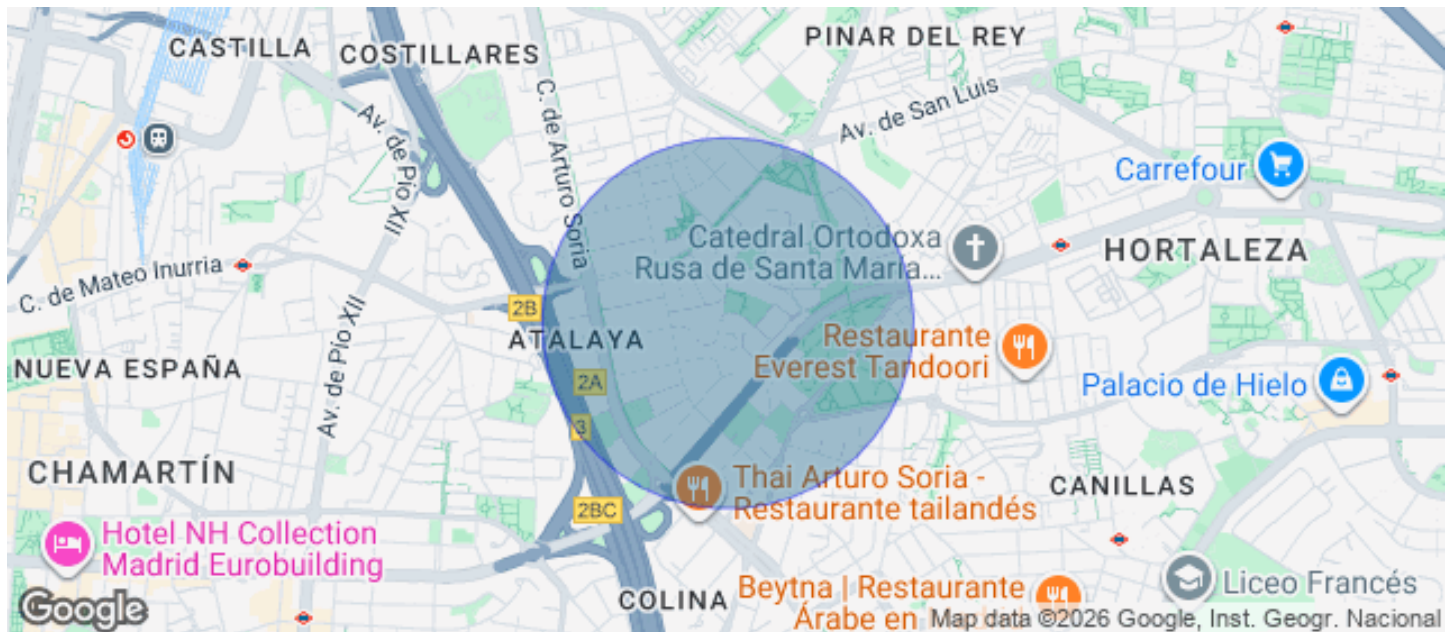 CASTILLA
COSTILLARES
PINAR DEL REY
Av. de San Luis
Av. de Pío XII
C. de Arturo Soria
Carrefour
Catedral Ortodoxa
Rusa de Santa María...
HORTALEZA
C. de Mateo Inurria
2B
ATALAYA
Restaurante
Everest Tandoori
NUEVA ESPAÑA
Av. de Pío XII
2A
Palacio de Hielo
3
CHAMARTÍN
Thai Arturo Soria -
Restaurante tailandés
CANILLAS
2BC
Hotel NH Collection
Madrid Eurobuilding
Liceo Francés
COLINA
Beytna | Restaurante
Árabe en
Google
Map data ©2026 Google, Inst. Geogr. Nacional